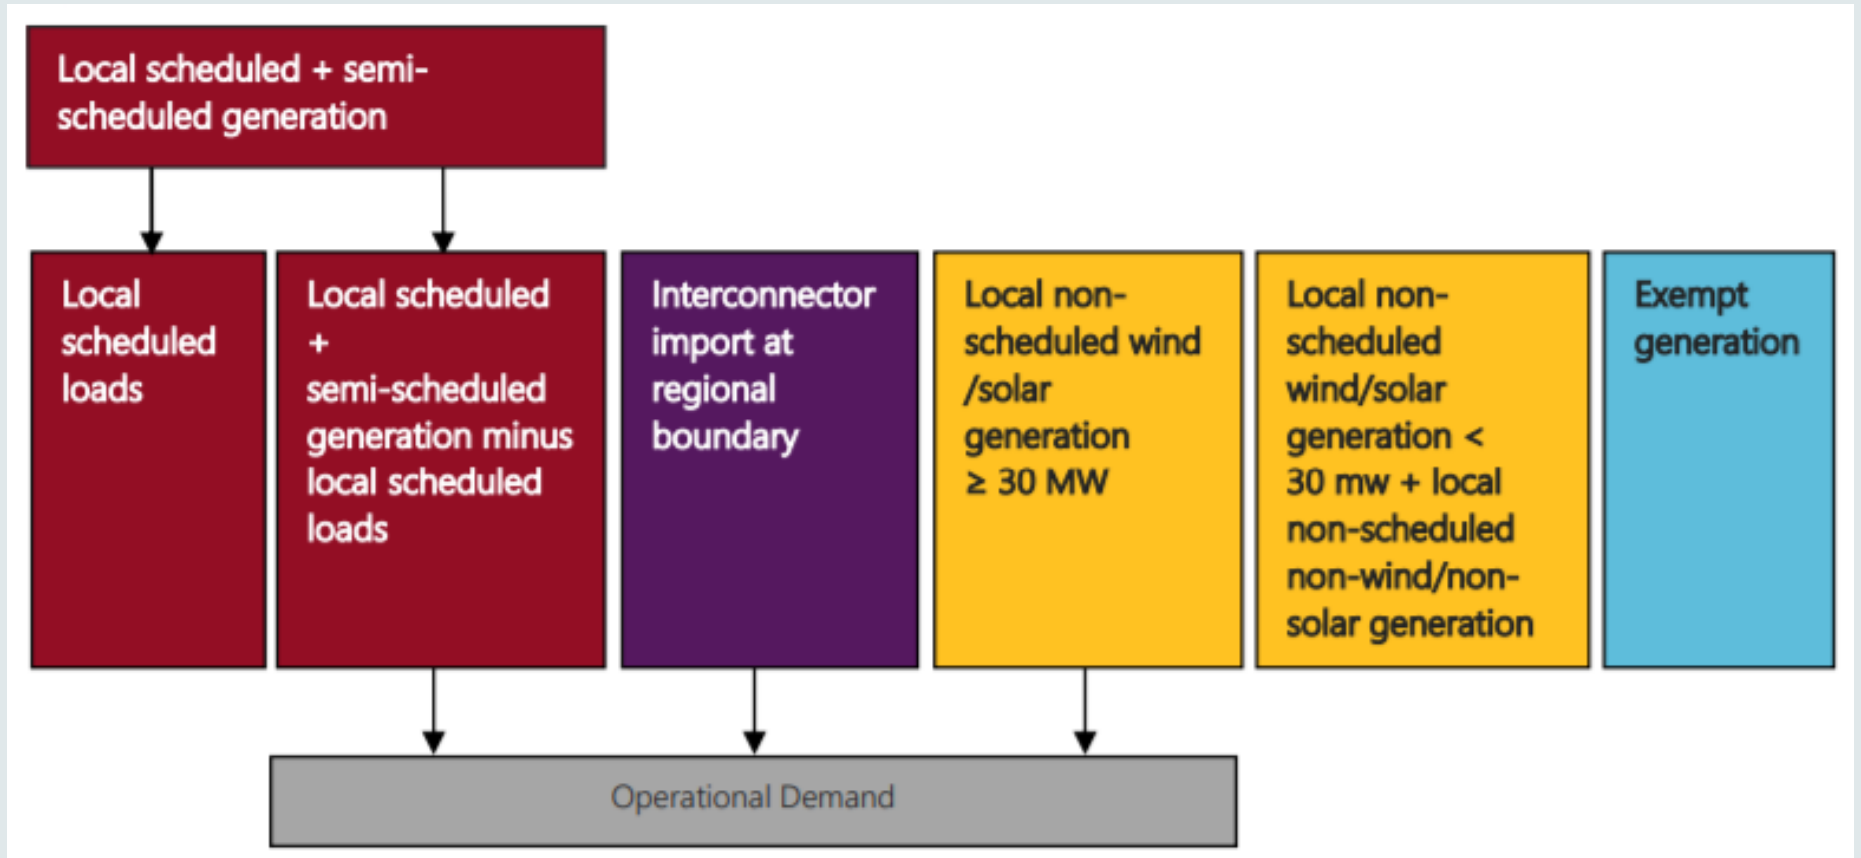 Local scheduled + semi-
scheduled generation
Local
scheduled
loads
Local scheduled
+
semi-scheduled
generation minus
local scheduled
loads
Interconnector
import at
regional
boundary
Local non-
scheduled wind
/solar
generation
≥ 30 MW
Local non-
scheduled
wind/solar
generation <
30 mw + local
non-scheduled
non-wind/non-
solar generation
Exempt
generation
Operational Demand